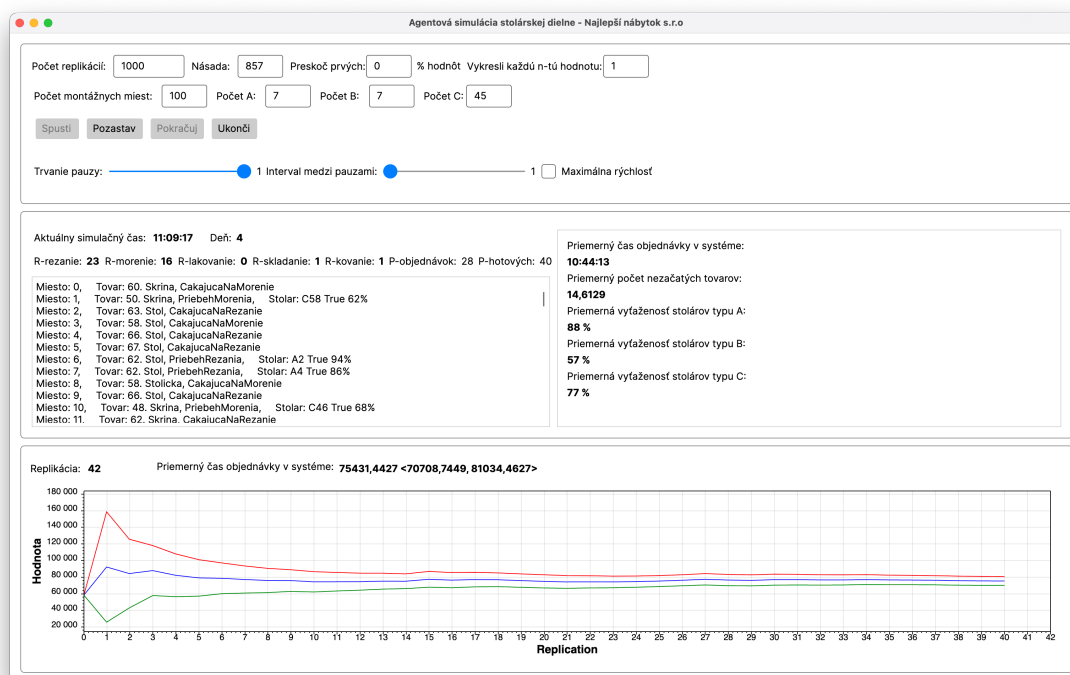 Agentová simulácia stolárskej dielne - Najlepší nábytok s.r.o
Počet replikácií: 1000 Násada: 857 Preskoč prvých: 0 % hodnôt Vykresli každú n-tú hodnotu: 1
Počet montážnych miest: 100 Počet A: 7 Počet B: 7 Počet C: 45
Spusti Pozastav Pokračuj Ukonči
Trvanie pauzy: 1 Interval medzi pauzami: 1 Maximálna rýchlosť
Aktuálny simulačný čas: 11:09:17 Deň: 4
R-rezanie: 23 R-morenie: 16 R-lakovanie: 0 R-skladanie: 1 R-kovanie: 1 P-objednávok: 28 P-hotových: 40
Miesto: 0, Tovar: 60. Skrina, CakajucaNaMorenie
Miesto: 1, Tovar: 50. Skrina, PriebehMorenia, Stolar: C58 True 62%
Miesto: 2, Tovar: 63. Stol, CakajucaNaRezanie
Miesto: 3, Tovar: 58. Skrina, CakajucaNaMorenie
Miesto: 4, Tovar: 66. Stol, CakajucaNaRezanie
Miesto: 5, Tovar: 67. Stol, CakajucaNaRezanie
Miesto: 6, Tovar: 62. Stol, PriebehRezania, Stolar: A2 True 94%
Miesto: 7, Tovar: 62. Stol, PriebehRezania, Stolar: A4 True 86%
Miesto: 8, Tovar: 58. Stolicka, CakajucaNaMorenie
Miesto: 9, Tovar: 66. Stol, CakajucaNaRezanie
Miesto: 10, Tovar: 48. Skrina, PriebehMorenia, Stolar: C46 True 68%
Miesto: 11, Tovar: 62. Skrina, CakajucaNaRezanie
Priemerný čas objednávky v systéme:
10:44:13
Priemerný počet nezačatých tovarov:
14,6129
Priemerná vyťaženosť stolárov typu A:
88 %
Priemerná vyťaženosť stolárov typu B:
57 %
Priemerná vyťaženosť stolárov typu C:
77 %
Replikácia: 42 Priemerný čas objednávky v systéme: 75431,4427 <70708,7449, 81034,4627>
Hodnota
180 000
160 000
140 000
120 000
100 000
80 000
60 000
40 000
20 000
0 1 2 3 4 5 6 7 8 9 10 11 12 13 14 15 16 17 18 19 20 21 22 23 24 25 26 27 28 29 30 31 32 33 34 35 36 37 38 39 40 41 42
Replication